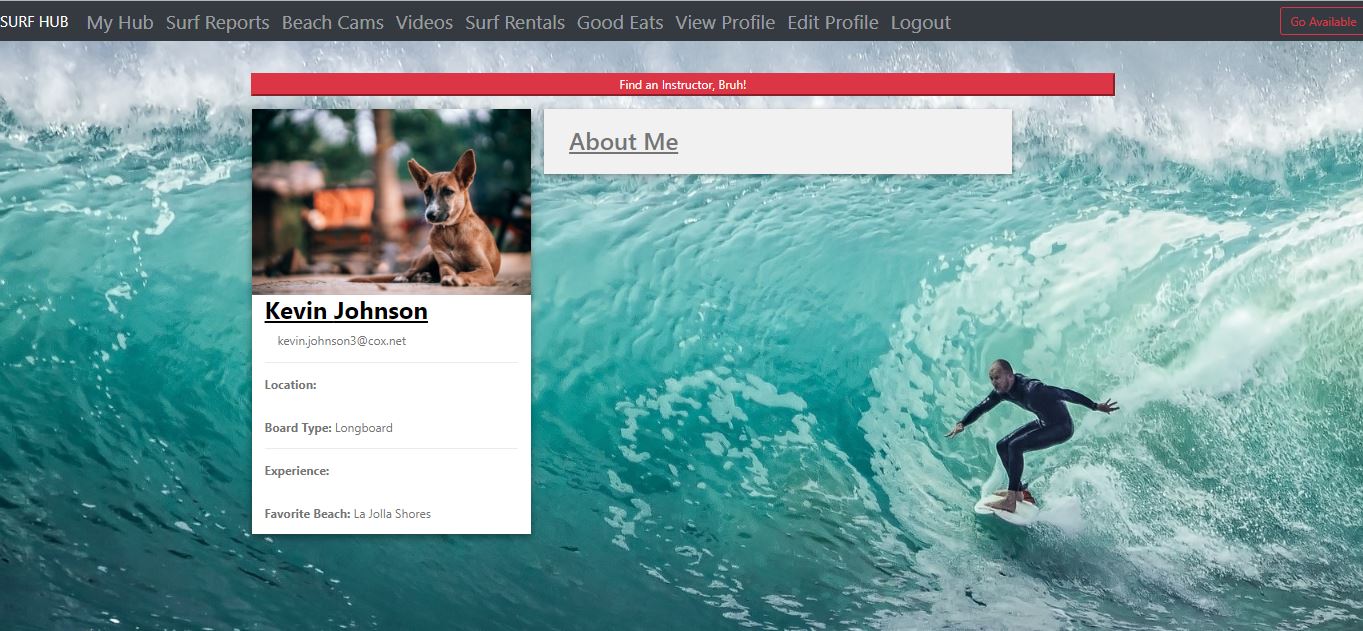 SURF HUB My Hub Surf Reports Beach Cams Videos Surf Rentals Good Eats View Profile Edit Profile Logout Go Available
Find an Instructor, Bruh!
About Me
Kevin Johnson
kevin.johnson3@cox.net
Location:
Board Type: Longboard
Experience:
Favorite Beach: La Jolla Shores